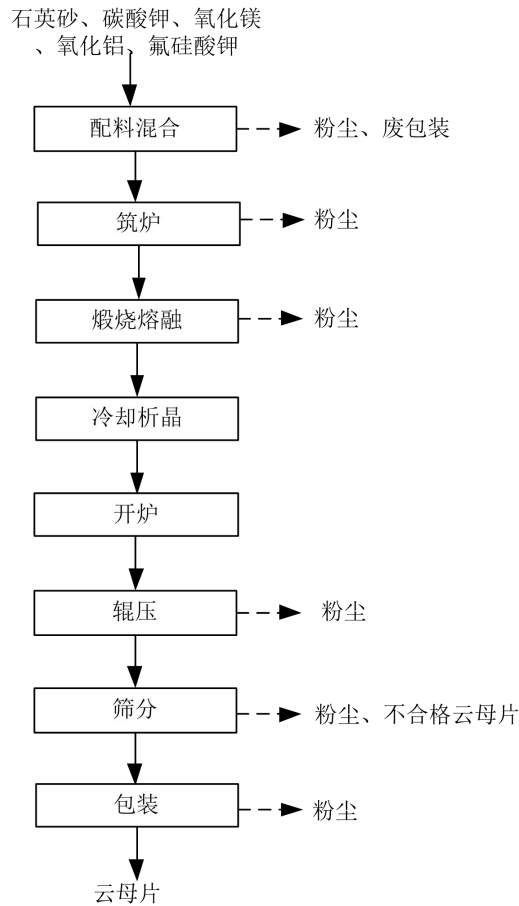 石英砂、碳酸钾、氧化镁
、氧化铝、氟硅酸钾
配料混合
粉尘、废包装
筑炉
粉尘
煅烧熔融
粉尘
冷却析晶
开炉
辊压
粉尘
筛分
粉尘、不合格云母片
包装
粉尘
云母片